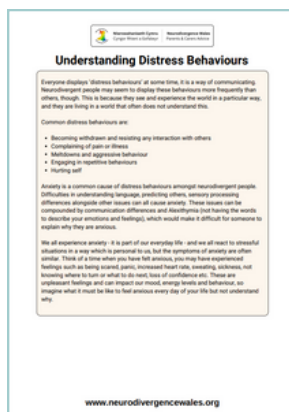 Niwrowahaniaeth Cymru
Cyngor Rhieni a Gofalwyr
Neurodivergence Wales
Parents & Carers Advice
Understanding Distress Behaviours
Everyone displays 'distress behaviours' at some time, it is a way of communicating.
Neurodivergent people may seem to display these behaviours more frequently than
others, though. This is because they see and experience the world in a particular way,
and they are living in a world that often does not understand this.
Common distress behaviours are:
• Becoming withdrawn and resisting any interaction with others
• Complaining of pain or illness
• Meltdowns and aggressive behaviour
• Engaging in repetitive behaviours
• Hurting self
Anxiety is a common cause of distress behaviours amongst neurodivergent people.
Difficulties in understanding language, predicting others, sensory processing
differences alongside other issues can all cause anxiety. These issues can be
compounded by communication differences and Alexithymia (not having the words
to describe your emotions and feelings), which would make it difficult for someone to
explain why they are anxious.
We all experience anxiety - it is part of our everyday life - and we all react to stressful
situations in a way which is personal to us, but the symptoms of anxiety are often
similar. Think of a time when you have felt anxious, you may have experienced
feelings such as being scared, panic, increased heart rate, sweating, sickness, not
knowing where to turn or what to do next, loss of confidence etc. These are
unpleasant feelings and can impact our mood, energy levels and behaviour, so
imagine what it must be like to feel anxious every day of your life but not understand
why.
www.neurodivergencewales.org